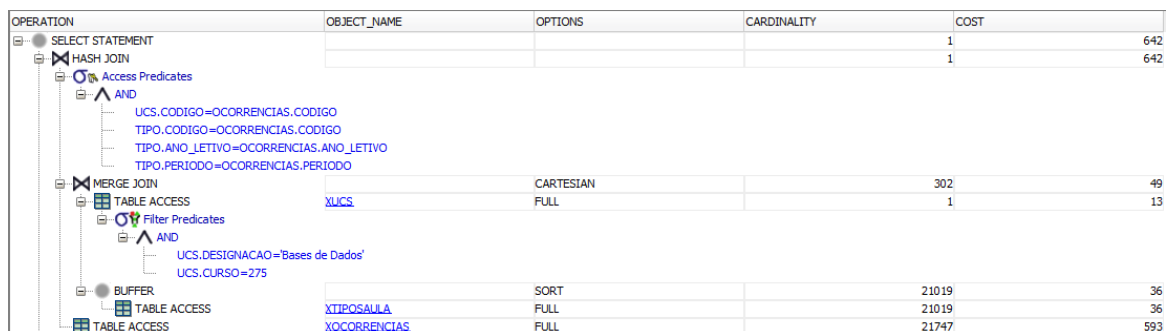 OPERATION OBJECT_NAME OPTIONS CARDINALITY COST
SELECT STATEMENT 1 642
HASH JOIN 1 642
Access Predicates
AND
UCS.CODIGO=OCORRENCIAS.CODIGO
TIPO.CODIGO=OCORRENCIAS.CODIGO
TIPO.ANO_LETIVO=OCORRENCIAS.ANO_LETIVO
TIPO.PERIODO=OCORRENCIAS.PERIODO
MERGE JOIN CARTESIAN 302 49
TABLE ACCESS XUCS FULL 1 13
Filter Predicates
AND
UCS.DESIGNACAO='Bases de Dados'
UCS.CURSO=275
BUFFER SORT 21019 36
TABLE ACCESS XTIPOSAULA FULL 21019 36
TABLE ACCESS XOCORRENCIAS FULL 21747 593